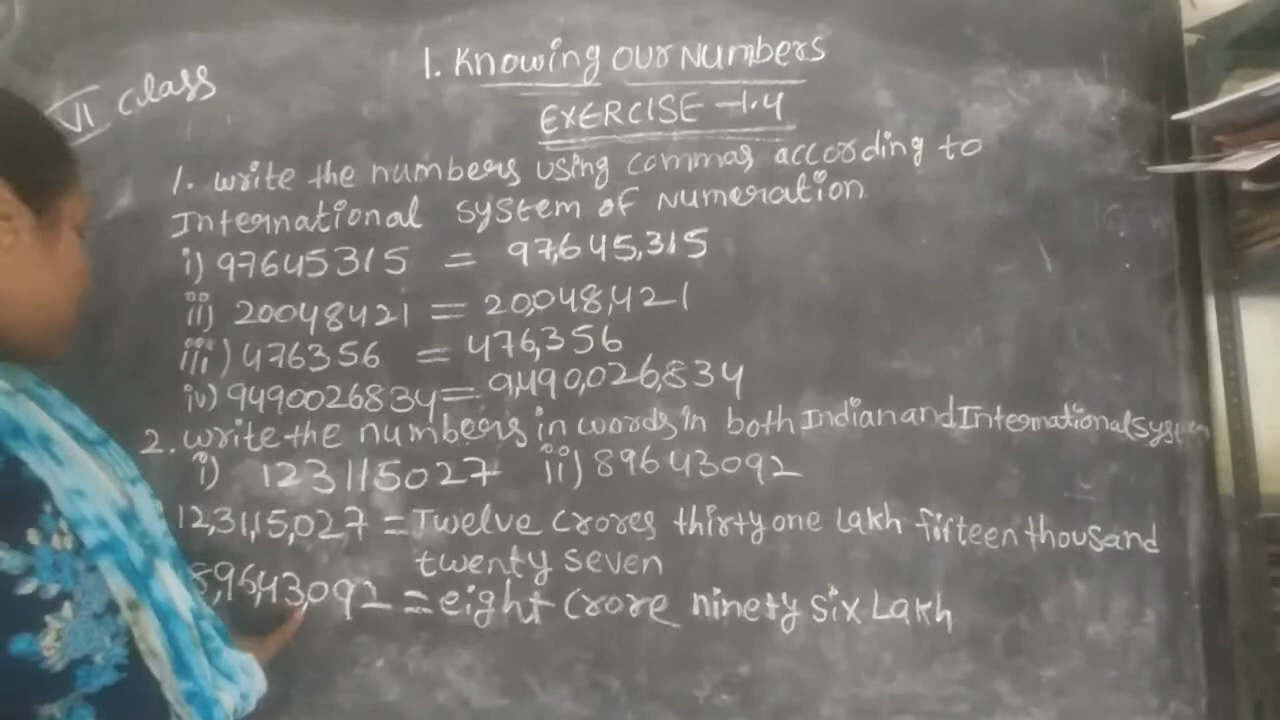 VI class
1. Knowing our Numbers
EXERCISE -1.4
1. write the numbers using commas according to
International system of Numeration
i) 97645315 = 97,645,315
ii) 20048421 = 20,048,421
iii) 476356 = 476,356
iv) 9490026834 = 9,490,026,834
2. write the numbers in words in both Indian and International system
i) 123115027 ii) 89643092
12,31,15,027 = Twelve crores thirty one Lakh fifteen thousand
twenty seven
8,96,43,092 = eight crore ninety six Lakh